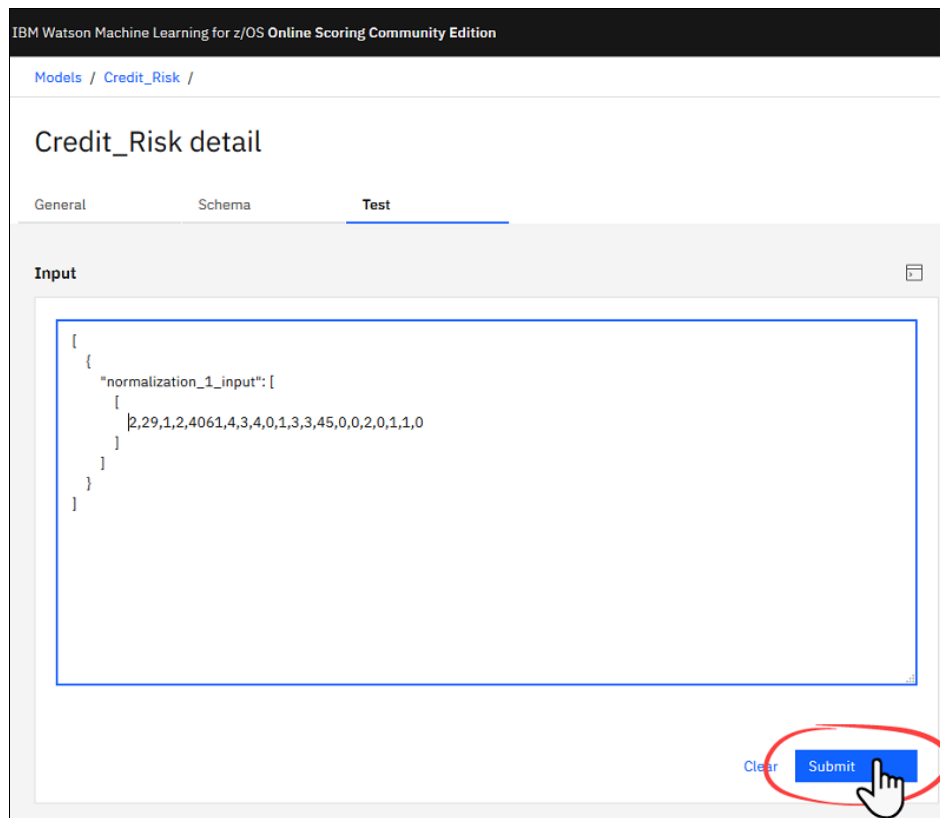 IBM Watson Machine Learning for z/OS Online Scoring Community Edition
Models / Credit_Risk /
Credit_Risk detail
General Schema Test
Input
[
{
"normalization_1_input": [
[
2,29,1,2,4061,4,3,4,0,1,3,3,45,0,0,2,0,1,1,0
]
]
}
]
Clear Submit